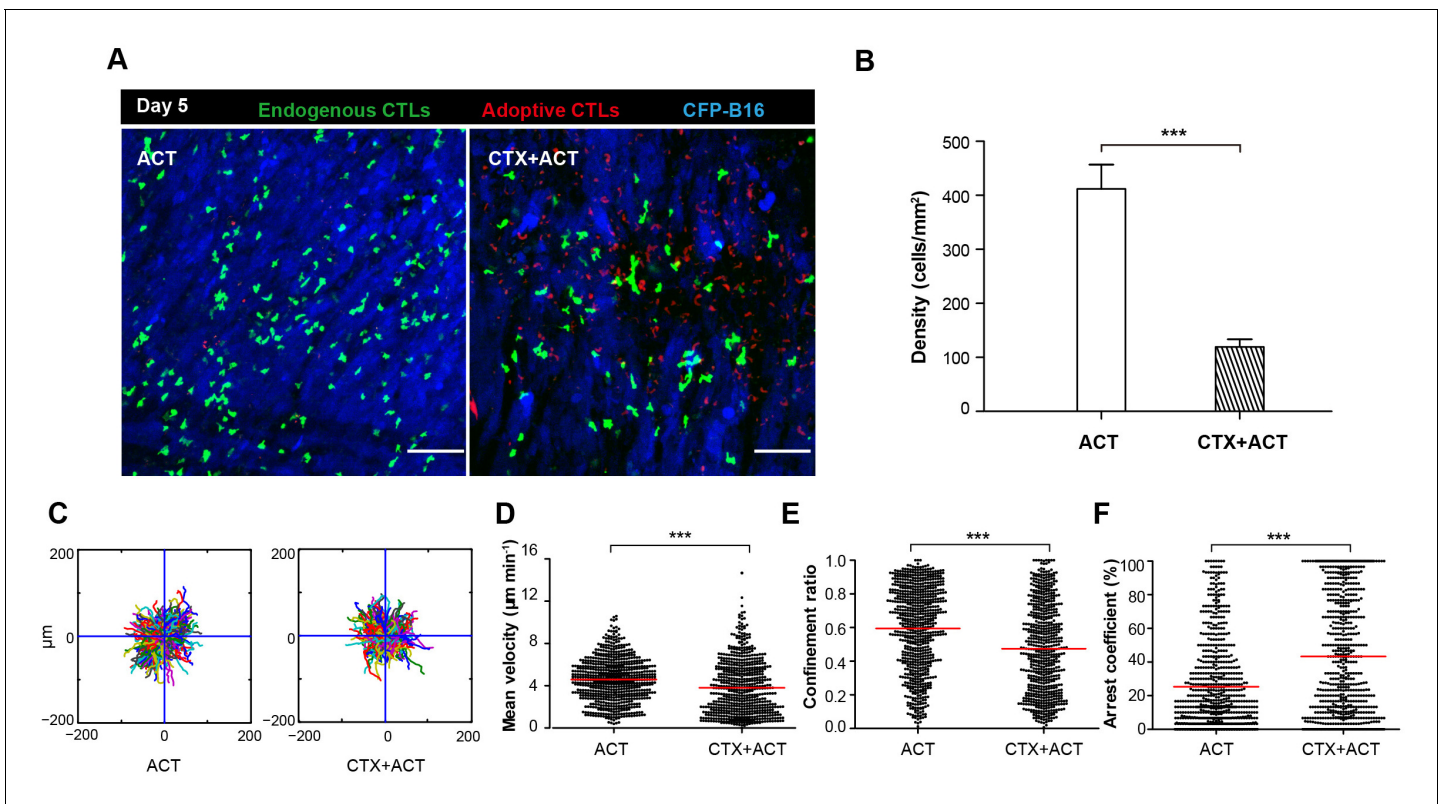 A
Day 5 Endogenous CTLs Adoptive CTLs CFP-B16
ACT
CTX+ACT
B
***
Density (cells/mm²)
500
400
300
200
100
0
ACT CTX+ACT
C
200
0
−200
µm
−200 0 200
ACT
200
0
−200
−200 0 200
CTX+ACT
D
***
Mean velocity (µm min⁻¹)
16
12
8
4
0
ACT CTX+ACT
E
***
Confinement ratio
1.0
0.8
0.6
0.4
0.2
0.0
ACT CTX+ACT
F
***
Arrest coefficient (%)
100
80
60
40
20
0
ACT CTX+ACT